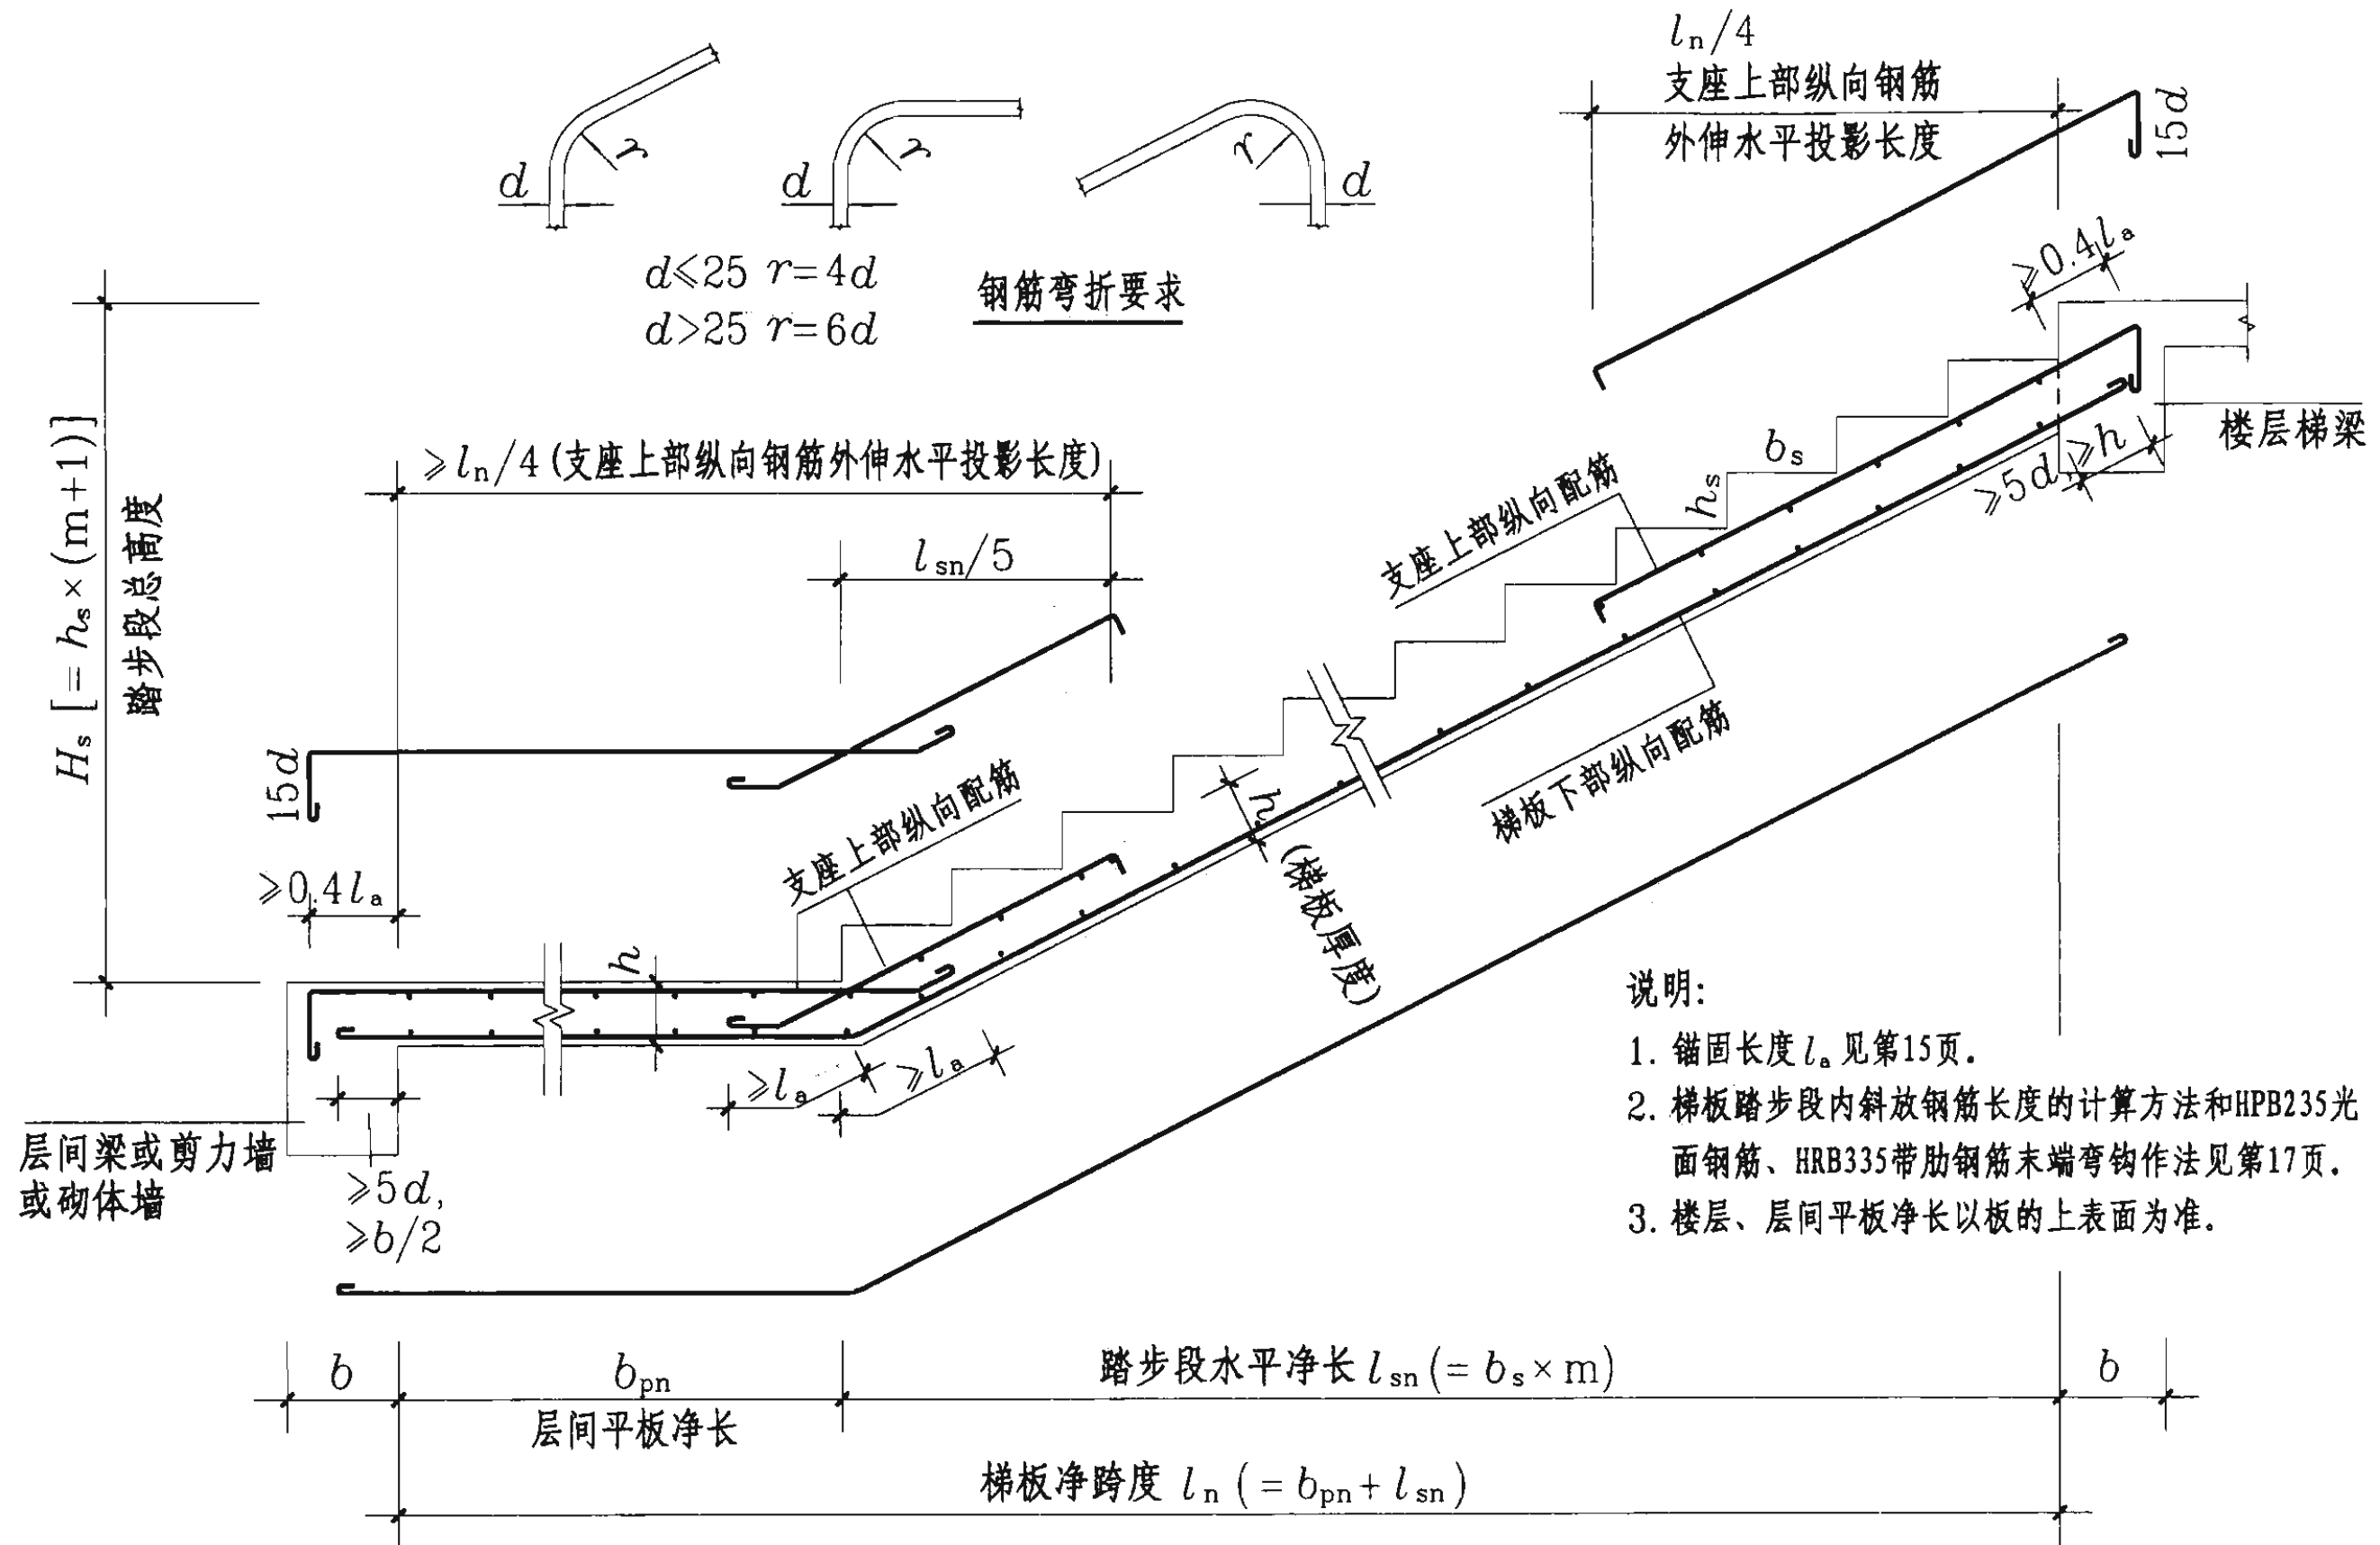 ln/4
支座上部纵向钢筋
外伸水平投影长度
15d
r
r
r
d
d
d
d≤25 r=4d
d>25 r=6d
钢筋弯折要求
≥0.4la
Hs[=hs×(m+1)]
踏步段总高度
≥ln/4(支座上部纵向钢筋外伸水平投影长度)
lsn/5
支座上部纵向配筋
hs
bs
楼层梯梁
≥5d,≥h
15d
支座上部纵向配筋
梯板下部纵向配筋
h
(梯板厚度)
≥0.4la
h
≥la
≥la
层间梁或剪力墙
或砌体墙
≥5d,
≥b/2
说明:
1. 锚固长度la见第15页。
2. 梯板踏步段内斜放钢筋长度的计算方法和HPB235光
面钢筋、HRB335带肋钢筋末端弯钩作法见第17页。
3. 楼层、层间平板净长以板的上表面为准。
b
bpn
层间平板净长
踏步段水平净长 lsn(=bs×m)
b
梯板净跨度 ln(=bpn+lsn)